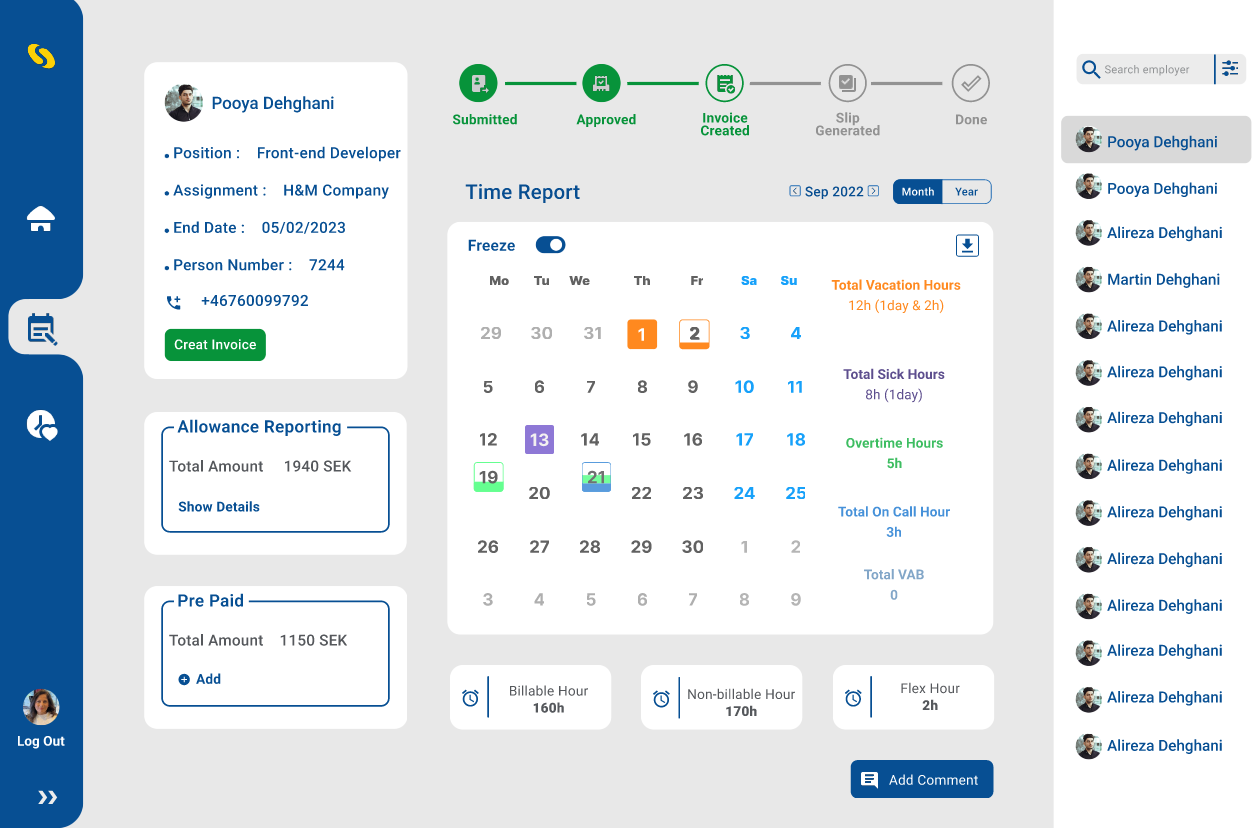 Pooya Dehghani
Position : Front-end Developer
Assignment : H&M Company
End Date : 05/02/2023
Person Number : 7244
+46760099792
Creat Invoice
Allowance Reporting
Total Amount 1940 SEK
Show Details
Pre Paid
Total Amount 1150 SEK
Add
Log Out
Submitted
Approved
Invoice
Created
Slip
Generated
Done
Time Report
Sep 2022
Month
Year
Freeze
Mo Tu We Th Fr Sa Su
29 30 31 1 2 3 4
5 6 7 8 9 10 11
12 13 14 15 16 17 18
19 20 21 22 23 24 25
26 27 28 29 30 1 2
3 4 5 6 7 8 9
Total Vacation Hours
12h (1day & 2h)
Total Sick Hours
8h (1day)
Overtime Hours
5h
Total On Call Hour
3h
Total VAB
0
Billable Hour
160h
Non-billable Hour
170h
Flex Hour
2h
Add Comment
Search employer
Pooya Dehghani
Pooya Dehghani
Alireza Dehghani
Martin Dehghani
Alireza Dehghani
Alireza Dehghani
Alireza Dehghani
Alireza Dehghani
Alireza Dehghani
Alireza Dehghani
Alireza Dehghani
Alireza Dehghani
Alireza Dehghani
Alireza Dehghani